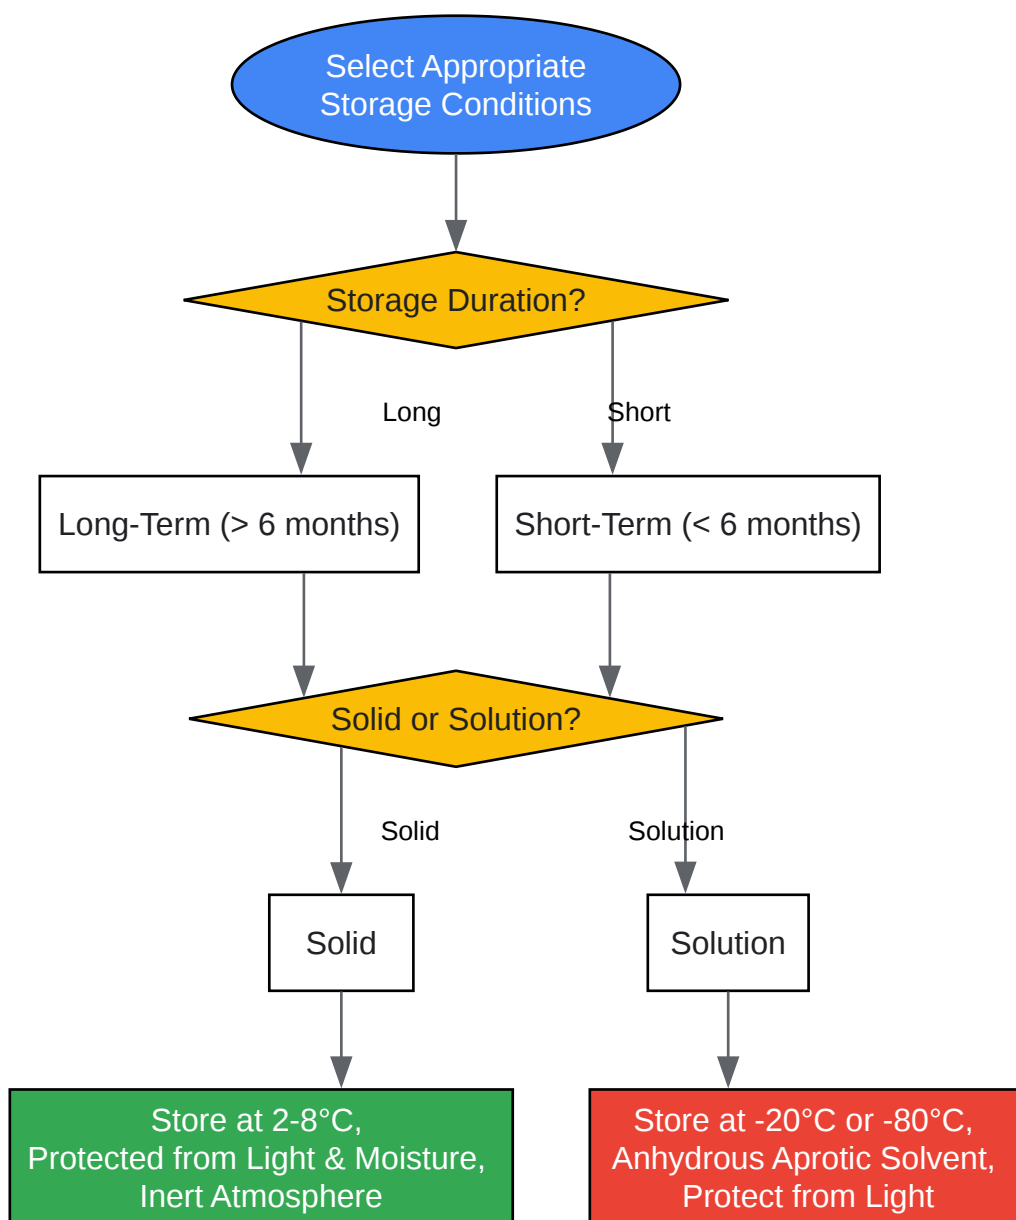 Select Appropriate
Storage Conditions
Storage Duration?
Long
Short
Long-Term (> 6 months)
Short-Term (< 6 months)
Solid or Solution?
Solid
Solution
Solid
Solution
Store at 2-8°C,
Protected from Light & Moisture,
Inert Atmosphere
Store at -20°C or -80°C,
Anhydrous Aprotic Solvent,
Protect from Light